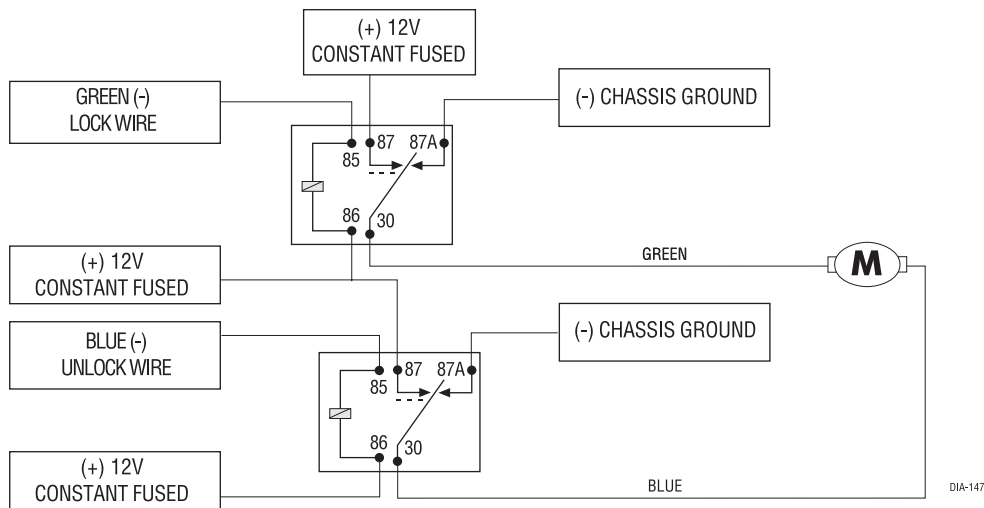 (+) 12V
CONSTANT FUSED
GREEN (-)
LOCK WIRE
(-) CHASSIS GROUND
85
87
87A
86
30
GREEN
M
(+) 12V
CONSTANT FUSED
BLUE (-)
UNLOCK WIRE
(-) CHASSIS GROUND
85
87
87A
86
30
(+) 12V
CONSTANT FUSED
BLUE
DIA-147